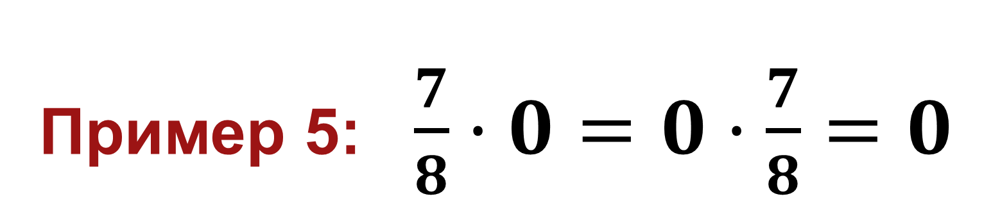 Пример 5: 7/8 · 0 = 0 · 7/8 = 0